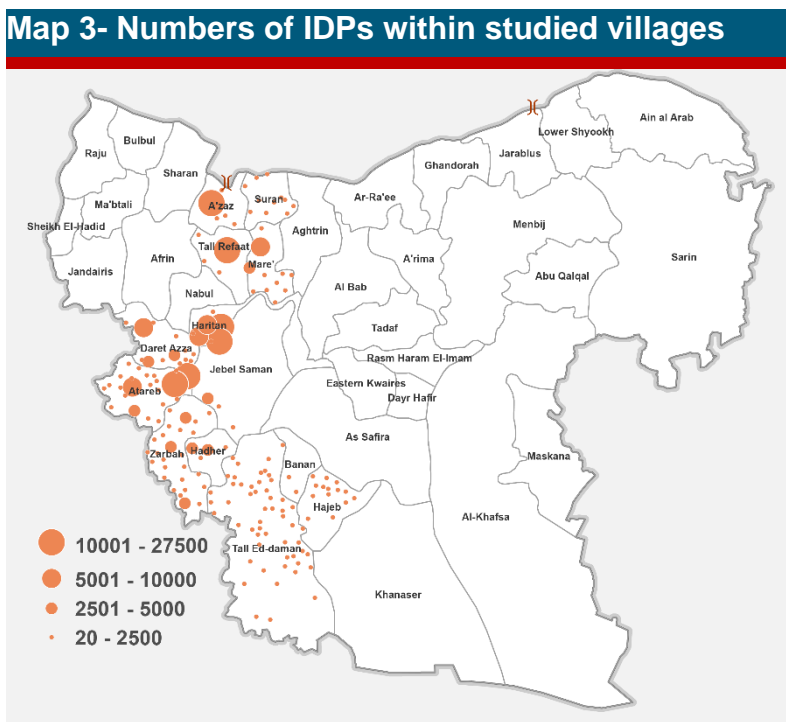 Map 3- Numbers of IDPs within studied villages
Ain al Arab
Lower Shyookh
Bulbul
Raju
Jarablus
Ghandorah
Sharan
Ar-Ra'ee
Suran
Ma'btali
A'zaz
Menbij
Sheikh El-Hadid
Aghtrin
Tall Refaat
Sarin
Afrin
A'rima
Mare'
Jandairis
Abu Qalqal
Al Bab
Nabul
Haritan
Tadaf
Daret Azza
Rasm Haram El-Imam
Jebel Saman
Eastern Kwaires
Atareb
Dayr Hafir
As Safira
Hadher
Zarbah
Maskana
Banan
Hajeb
Al-Khafsa
Tall Ed-daman
Khanaser
10001 - 27500
5001 - 10000
2501 - 5000
20 - 2500